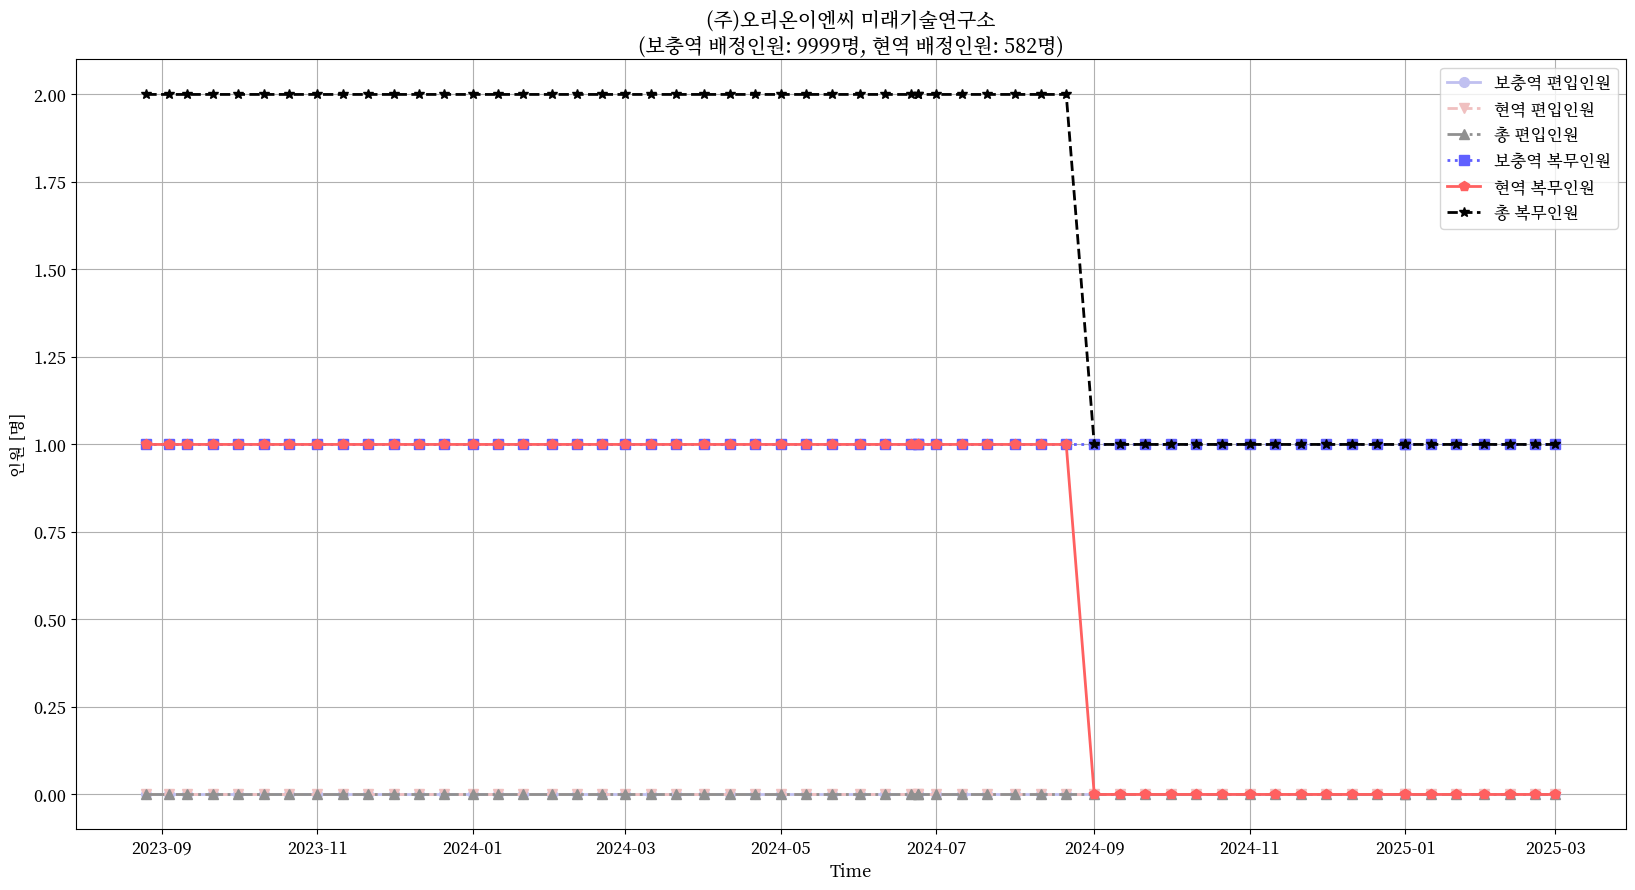 (주)오리온이엔씨 미래기술연구소
(보충역 배정인원: 9999명, 현역 배정인원: 582명)
보충역 편입인원
현역 편입인원
총 편입인원
보충역 복무인원
현역 복무인원
총 복무인원
인원 [명]
2.00
1.75
1.50
1.25
1.00
0.75
0.50
0.25
0.00
2023-09
2023-11
2024-01
2024-03
2024-05
2024-07
2024-09
2024-11
2025-01
2025-03
Time